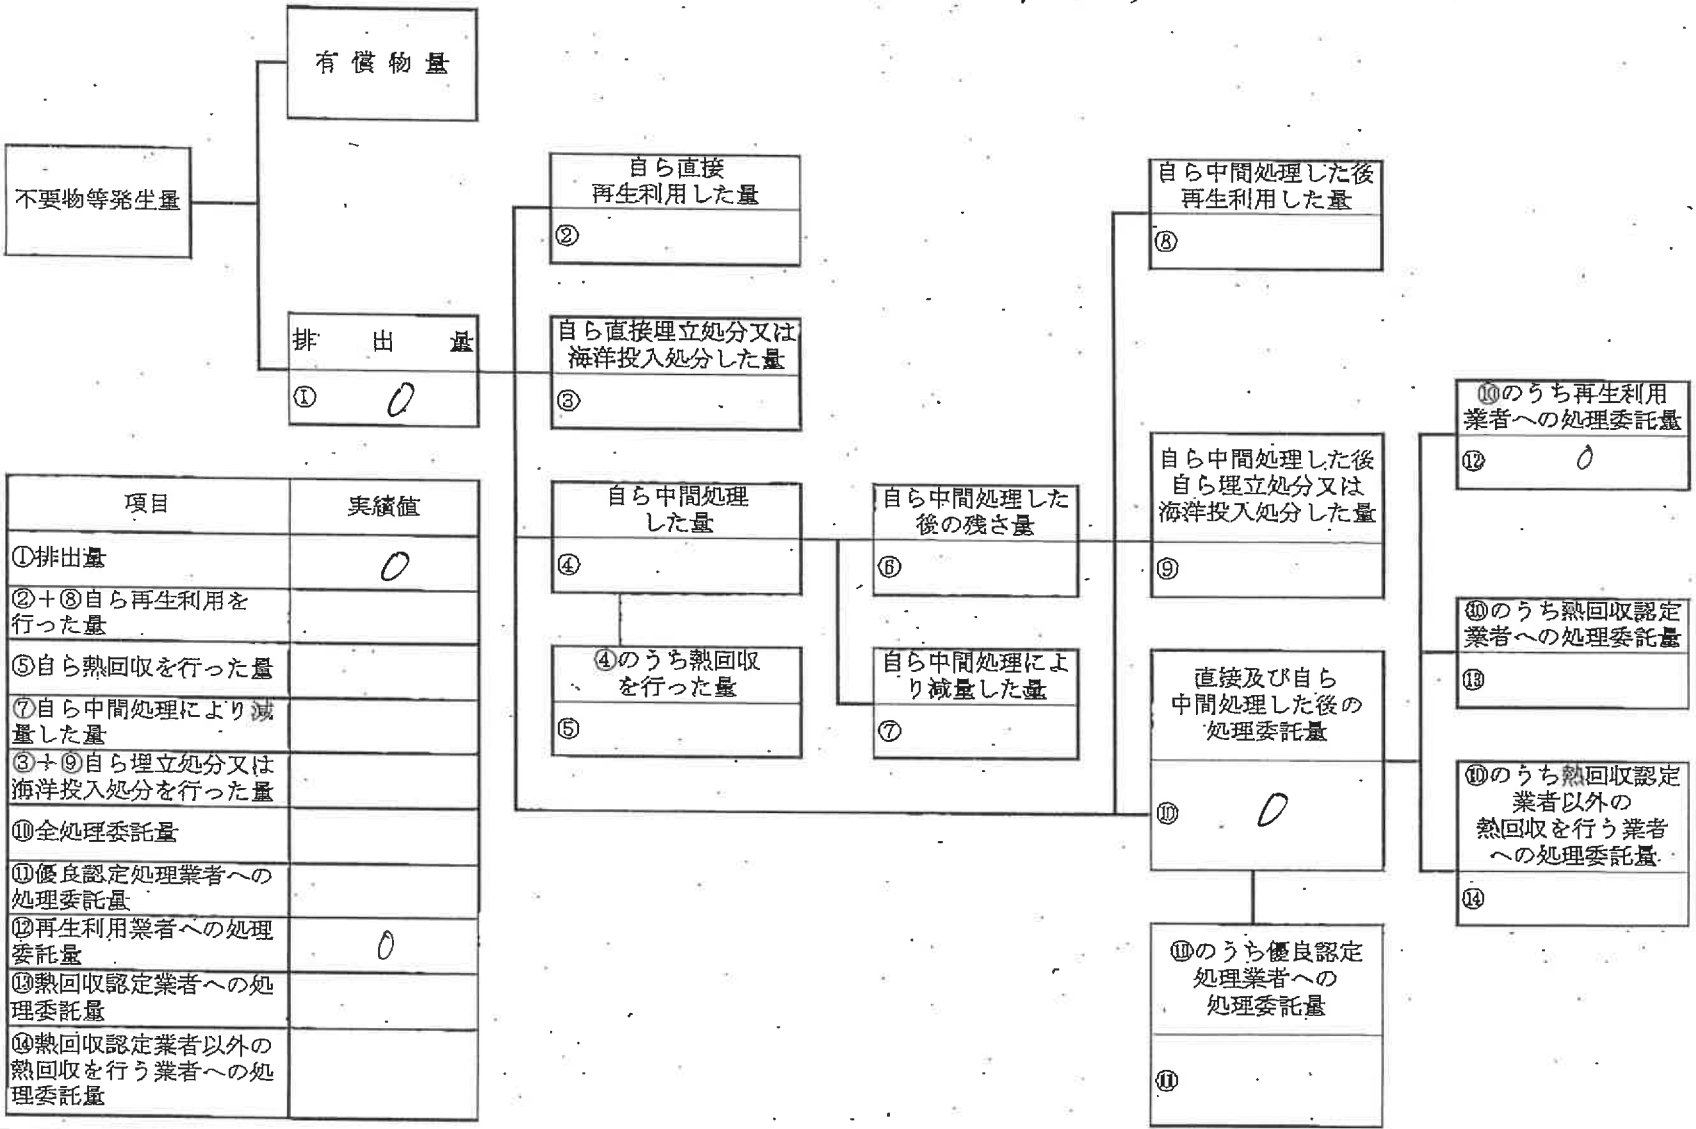 有償物量
不要物等発生量
排出量
① 0
自ら直接
再生利用した量
②
自ら直接埋立処分又は
海洋投入処分した量
③
自ら中間処理
した量
④
④のうち熱回収
を行った量
⑤
自ら中間処理した
後の残さ量
⑥
自ら中間処理によ
り減量した量
⑦
自ら中間処理した後
再生利用した量
⑧
自ら中間処理した後
自ら埋立処分又は
海洋投入処分した量
⑨
直接及び自ら
中間処理した後の
処理委託量
⑩ 0
⑩のうち優良認定
処理業者への
処理委託量
⑪
⑩のうち再生利用
業者への処理委託量
⑫ 0
⑩のうち熱回収認定
業者への処理委託量
⑬
⑩のうち熱回収認定
業者以外の
熱回収を行う業者
への処理委託量
⑭
項目 実績値
①排出量 0
②+⑧自ら再生利用を
行った量
⑤自ら熱回収を行った量
⑦自ら中間処理により減
量した量
③+⑨自ら埋立処分又は
海洋投入処分を行った量
⑩全処理委託量
⑪優良認定処理業者への
処理委託量
⑫再生利用業者への処理
委託量 0
⑬熱回収認定業者への処
理委託量
⑭熱回収認定業者以外の
熱回収を行う業者への処
理委託量